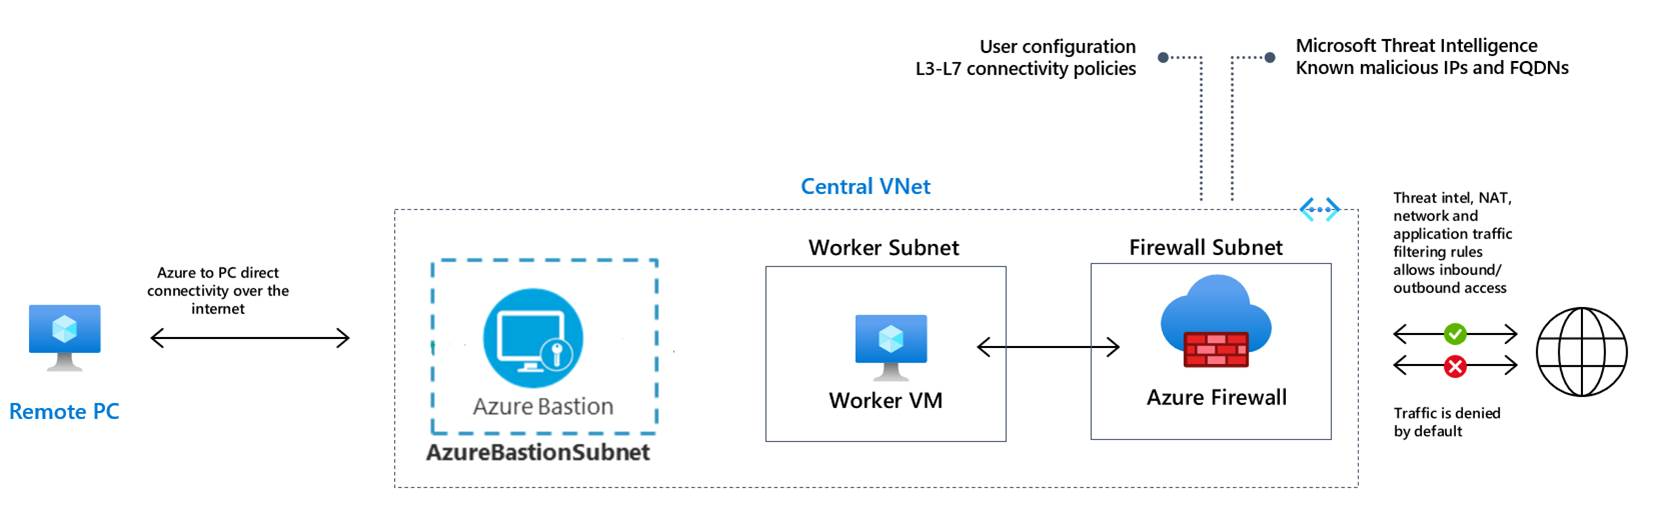 User configuration
L3-L7 connectivity policies
Microsoft Threat Intelligence
Known malicious IPs and FQDNs
Central VNet
Threat intel, NAT,
network and
application traffic
filtering rules
allows inbound/
outbound access
Worker Subnet
Firewall Subnet
Azure to PC direct
connectivity over the
internet
Remote PC
Azure Bastion
AzureBastionSubnet
Worker VM
Azure Firewall
Traffic is denied
by default